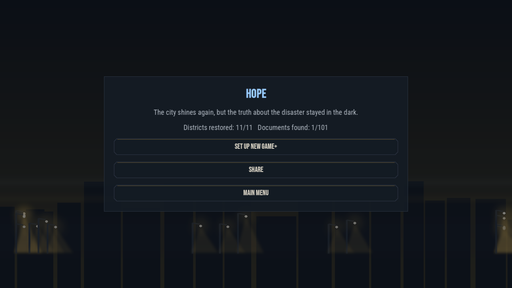 HOPE
The city shines again, but the truth about the disaster stayed in the dark.
Districts restored: 11/11 Documents found: 1/101
SET UP NEW GAME+
SHARE
MAIN MENU